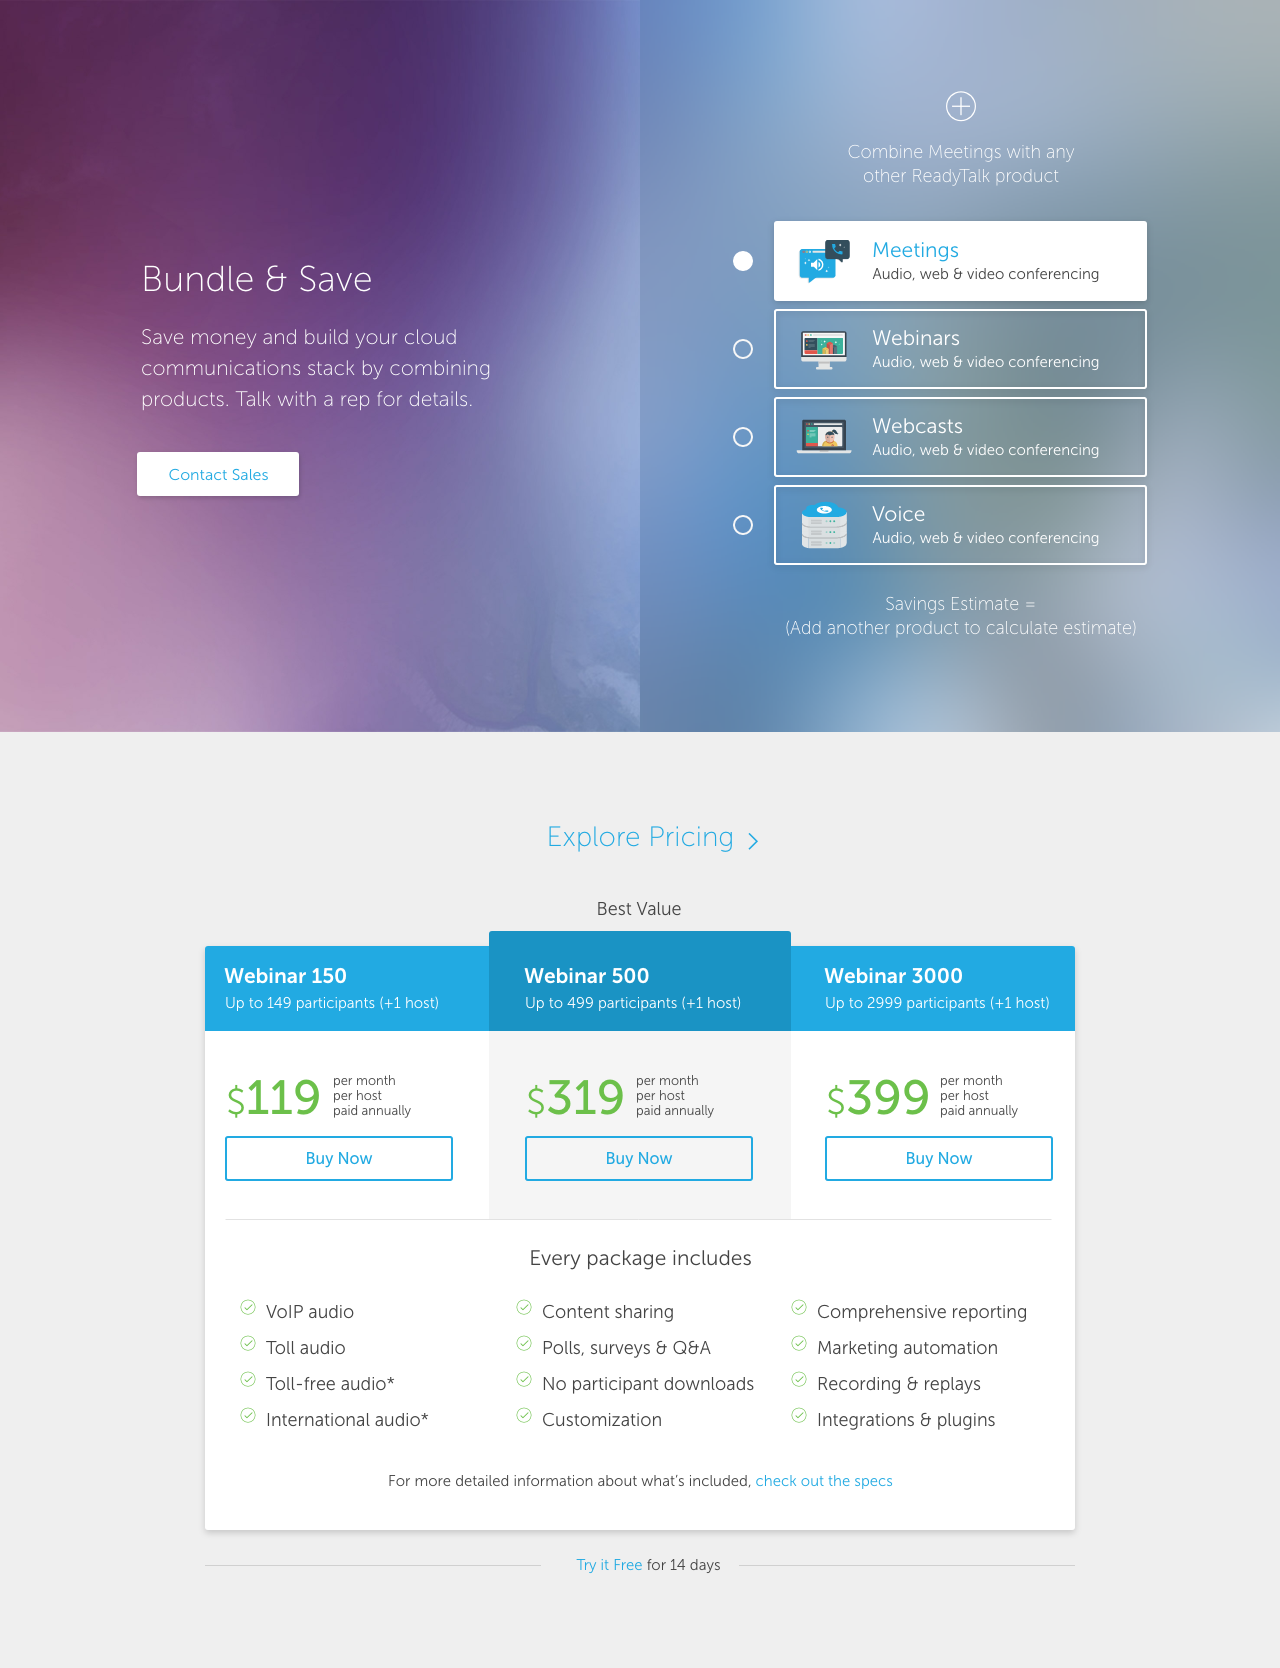 Bundle & Save
Save money and build your cloud
communications stack by combining
products. Talk with a rep for details.
Contact Sales
Combine Meetings with any
other ReadyTalk product
Meetings
Audio, web & video conferencing
Webinars
Audio, web & video conferencing
Webcasts
Audio, web & video conferencing
Voice
Audio, web & video conferencing
Savings Estimate =
(Add another product to calculate estimate)
Explore Pricing
Best Value
Webinar 150
Up to 149 participants (+1 host)
Webinar 500
Up to 499 participants (+1 host)
Webinar 3000
Up to 2999 participants (+1 host)
$119
per month
per host
paid annually
Buy Now
$319
per month
per host
paid annually
Buy Now
$399
per month
per host
paid annually
Buy Now
Every package includes
VoIP audio
Toll audio
Toll-free audio*
International audio*
Content sharing
Polls, surveys & Q&A
No participant downloads
Customization
Comprehensive reporting
Marketing automation
Recording & replays
Integrations & plugins
For more detailed information about what’s included, check out the specs
Try it Free for 14 days